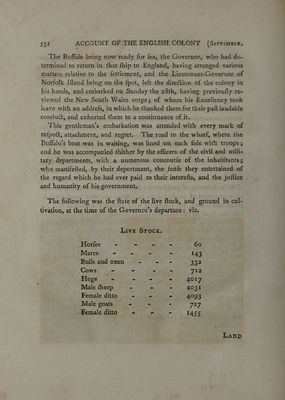 532 ACCOUNT OF THE ENGLISH COLONY [September,
The Buffalo being now ready for sea, the Governor, who had de-
termined to return in that ship to England, having arranged various
matters relative to the settlement, and the Lieutenant-Governor of
Norfolk Island being on the spot, left the direction of the colony in
his hands, and embarked on Sunday the 28th, having previously re-
viewed the New South Wales corps; of whom his Excellency took
leave with an address, in which he thanked them for their past laudable
conduct, and exhorted them to a continuance of it.
This gentleman's embarkation was attended with every mark of
respect, attachment, and regret. The road to the wharf, where the
Buffalo's boat was in waiting, was lined on each side with troops;
and he was accompanied thither by the officers of the civil and mili-
tary departments, with a numerous concourse of the inhabitants;
who manifested, by their deportment, the sense they entertained of
the regard which he had ever paid to their interests, and the justice
and humanity of his government.
The following was the state of the live stock, and ground in cul-
tivation, at the time of the Governor's departure: viz.
Live Stock.
Horses - - - - 60
Mares - - - - 143
Bulls and oxen - - - 332
Cows - - - - 712
Hogs - - - - 4017
Male sheep - - - 2031
Female ditto - - - 4093
Male goats - - - 727
Female ditto - - - 1455
Land